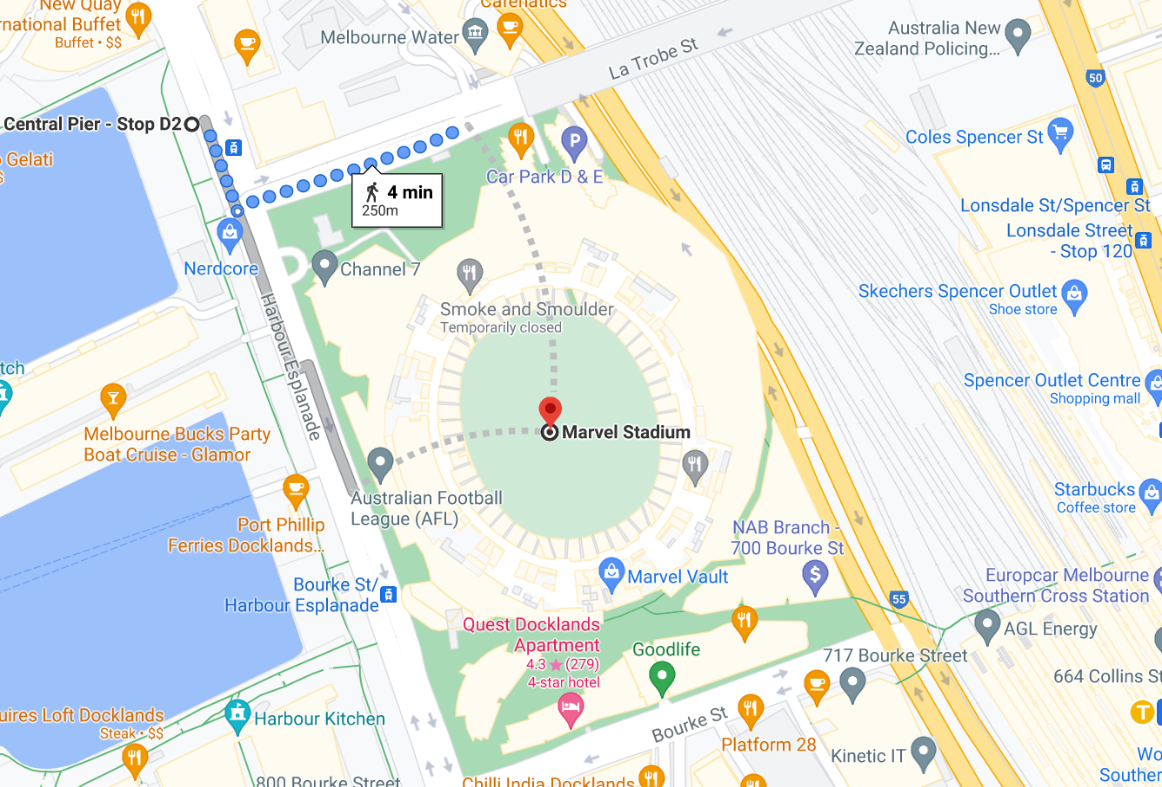 New Quay
rnational Buffet
Buffet • $$
Melbourne Water
Cafenatics
La Trobe St
Australia New
Zealand Policing...
50
Central Pier - Stop D2
Gelati
$
4 min
250m
Car Park D & E
Coles Spencer St
Lonsdale St/Spencer St
Lonsdale Street
- Stop 120
Nerdcore
Channel 7
Smoke and Smoulder
Temporarily closed
Skechers Spencer Outlet
Shoe store
Harbour Esplanade
tch
Spencer Outlet Centre
Shopping mall
Melbourne Bucks Party
Boat Cruise - Glamor
Marvel Stadium
Australian Football
League (AFL)
Starbucks
Coffee store
Port Phillip
Ferries Docklands...
NAB Branch -
700 Bourke St
Bourke St/
Harbour Esplanade
Marvel Vault
Europcar Melbourne
Southern Cross Station
55
Quest Docklands
Apartment
4.3 ★ (279)
4-star hotel
Goodlife
AGL Energy
717 Bourke Street
664 Collins St
uires Loft Docklands
Steak • $$
Harbour Kitchen
Bourke St
Platform 28
Kinetic IT
T
Wo
Southern
800 Bourke Street
Chilli India Docklands